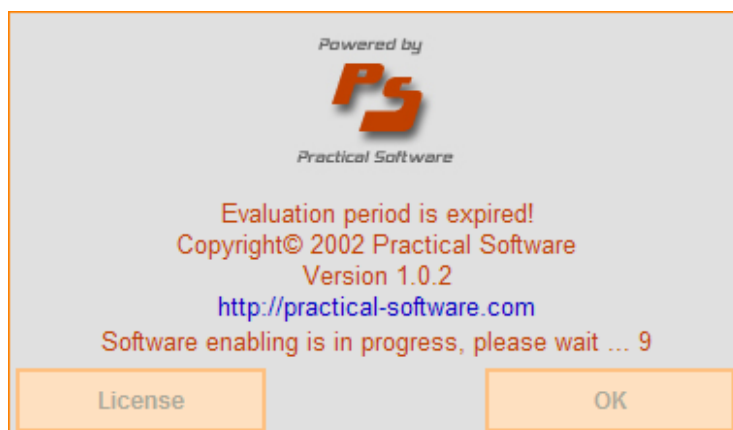 Powered by
PS
Practical Software
Evaluation period is expired!
Copyright© 2002 Practical Software
Version 1.0.2
http://practical-software.com
Software enabling is in progress, please wait ... 9
License OK